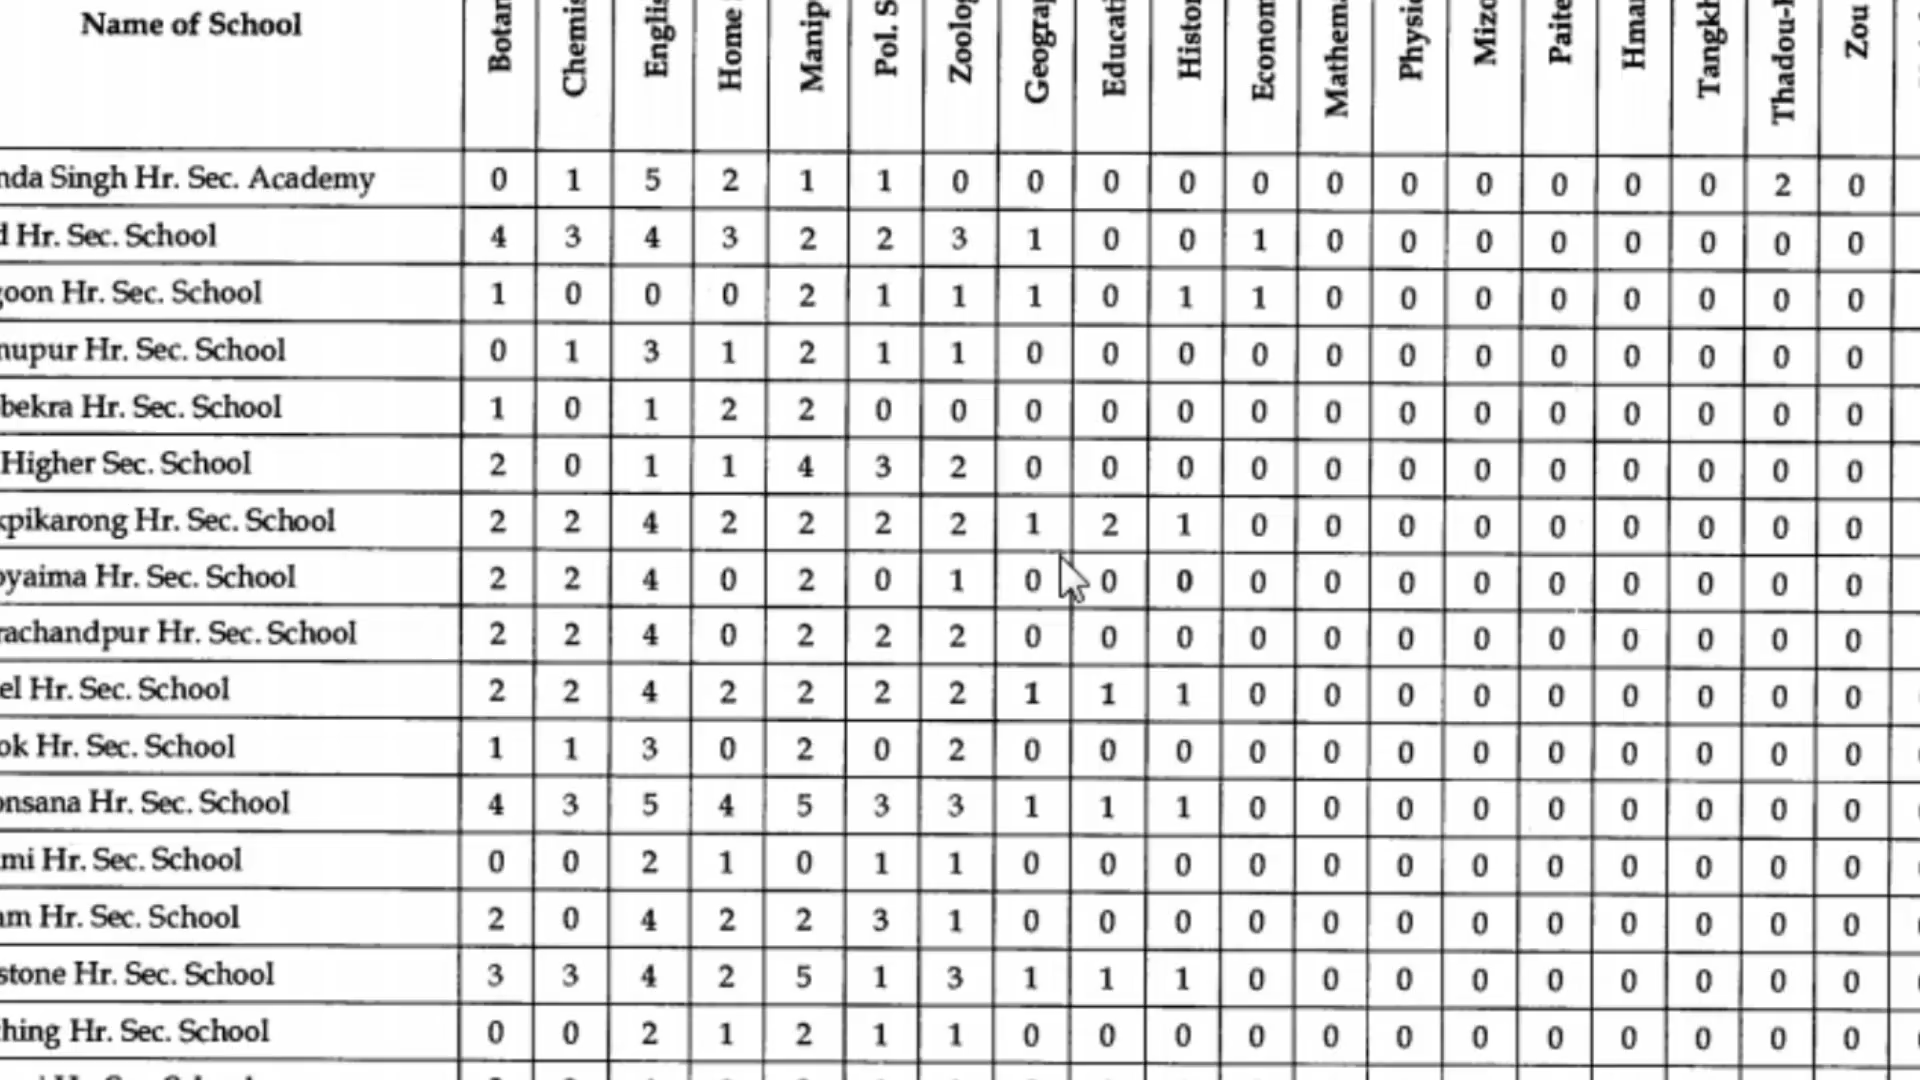 Name of School Botan Chemis Englis Home Manip Pol. S Zoolog Geograp Educati Histor Econom Mathem Physic Mizo Paite Hmar Tangkh Thadou- Zou
nda Singh Hr. Sec. Academy 0 1 5 2 1 1 0 0 0 0 0 0 0 0 0 0 0 2 0
d Hr. Sec. School 4 3 4 3 2 2 3 1 0 0 1 0 0 0 0 0 0 0 0
goon Hr. Sec. School 1 0 0 0 2 1 1 1 0 1 1 0 0 0 0 0 0 0 0
nupur Hr. Sec. School 0 1 3 1 2 1 1 0 0 0 0 0 0 0 0 0 0 0 0
bekra Hr. Sec. School 1 0 1 2 2 0 0 0 0 0 0 0 0 0 0 0 0 0 0
Higher Sec. School 2 0 1 1 4 3 2 0 0 0 0 0 0 0 0 0 0 0 0
kpikarong Hr. Sec. School 2 2 4 2 2 2 2 1 2 1 0 0 0 0 0 0 0 0 0
oyaima Hr. Sec. School 2 2 4 0 2 0 1 0 0 0 0 0 0 0 0 0 0 0 0
rachandpur Hr. Sec. School 2 2 4 0 2 2 2 0 0 0 0 0 0 0 0 0 0 0 0
el Hr. Sec. School 2 2 4 2 2 2 2 1 1 1 0 0 0 0 0 0 0 0 0
ok Hr. Sec. School 1 1 3 0 2 0 2 0 0 0 0 0 0 0 0 0 0 0 0
onsana Hr. Sec. School 4 3 5 4 5 3 3 1 1 1 0 0 0 0 0 0 0 0 0
mi Hr. Sec. School 0 0 2 1 0 1 1 0 0 0 0 0 0 0 0 0 0 0 0
am Hr. Sec. School 2 0 4 2 2 3 1 0 0 0 0 0 0 0 0 0 0 0 0
stone Hr. Sec. School 3 3 4 2 5 1 3 1 1 1 0 0 0 0 0 0 0 0 0
ching Hr. Sec. School 0 0 2 1 2 1 1 0 0 0 0 0 0 0 0 0 0 0 0